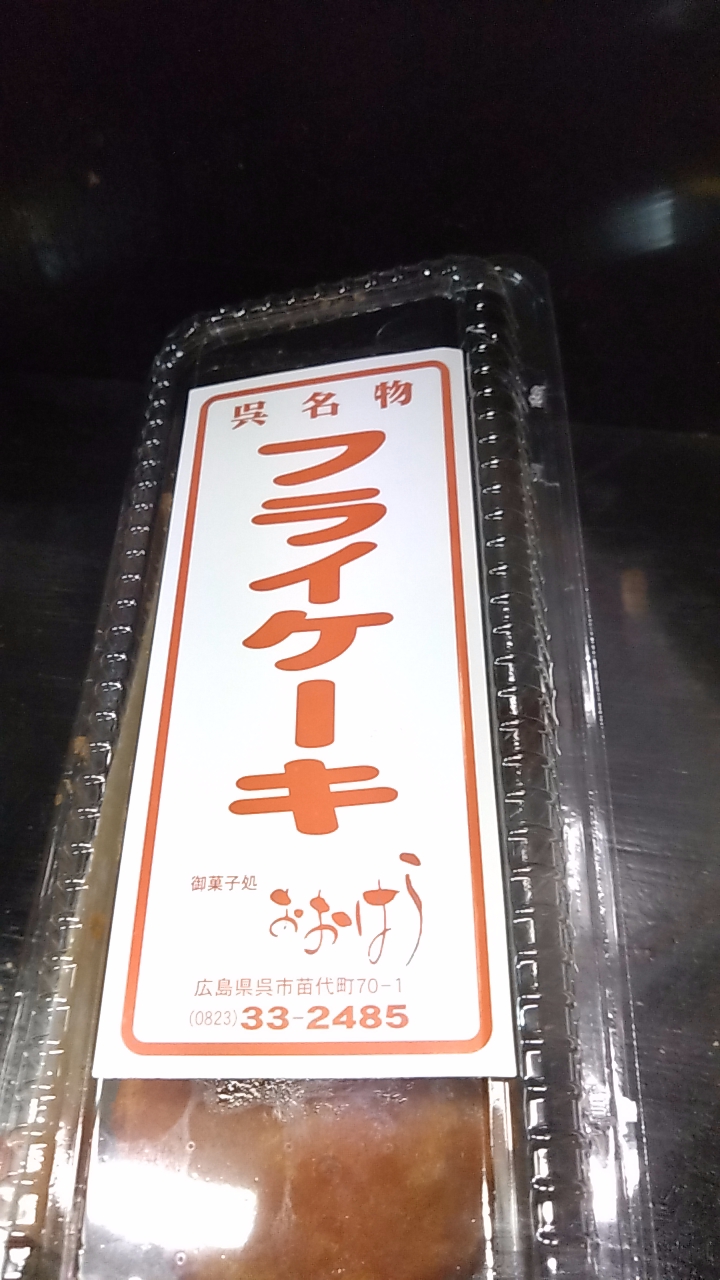 呉名物
フライケーキ
御菓子処
おおはら
広島県呉市苗代町70-1
(0823)33-2485